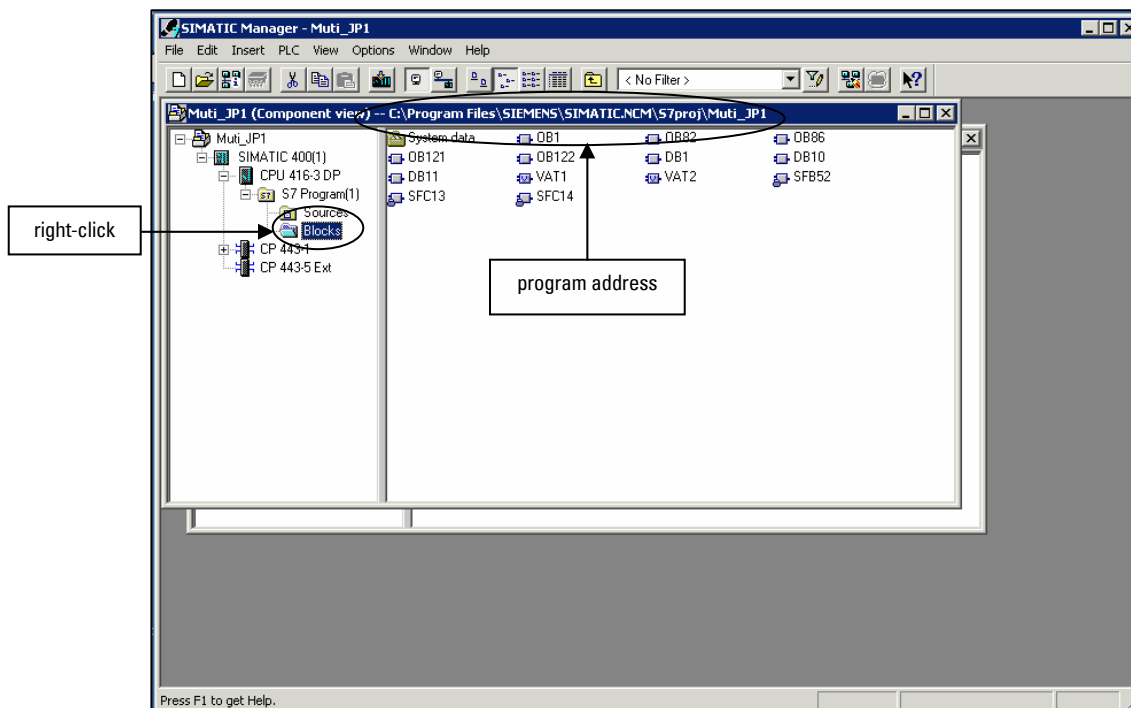 SIMATIC Manager - Muti_JP1
File Edit Insert PLC View Options Window Help
< No Filter >
Muti_JP1 (Component view) -- C:\Program Files\SIEMENS\SIMATIC.NCM\S7proj\Muti_JP1
Muti_JP1
SIMATIC 400(1)
CPU 416-3 DP
S7 Program(1)
Sources
Blocks
CP 443-1
CP 443-5 Ext
System data OB1 OB82 OB86
OB121 OB122 DB1 DB10
DB11 VAT1 VAT2 SFB52
SFC13 SFC14
right-click
program address
Press F1 to get Help.